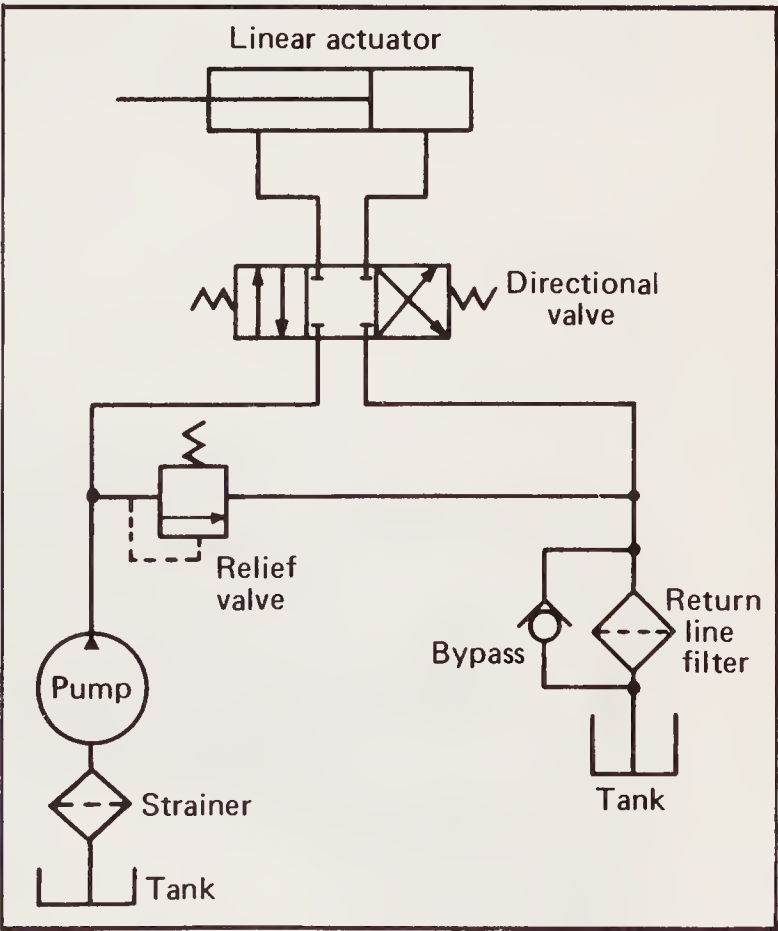 Linear actuator
Directional
valve
Relief
valve
Return
line
filter
Bypass
Pump
Strainer
Tank
Tank